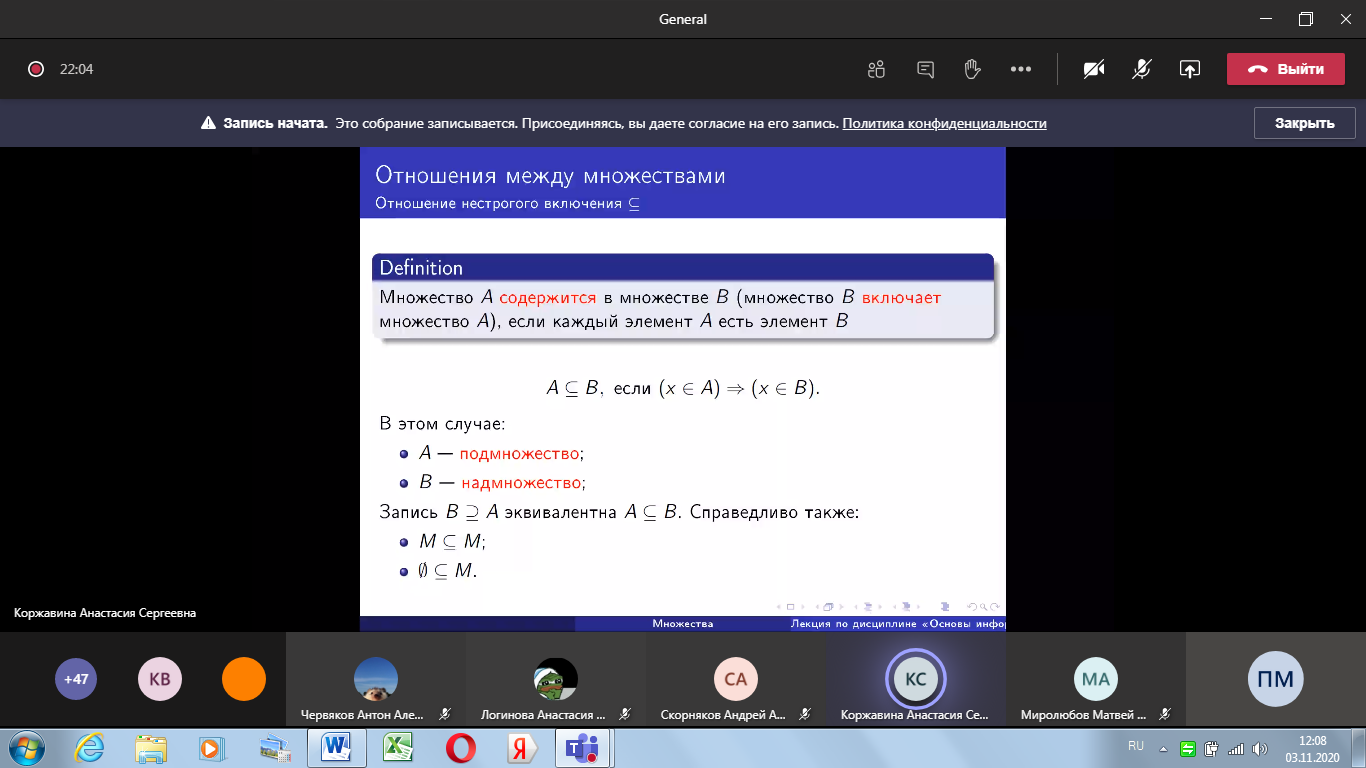 General
22:04
Выйти
Запись начата. Это собрание записывается. Присоединяясь, вы даете согласие на его запись. Политика конфиденциальности
Закрыть
Отношения между множествами
Отношение нестрогого включения ⊆
Definition
Множество A содержится в множестве B (множество B включает
множество A), если каждый элемент A есть элемент B
A ⊆ B, если (x ∈ A) ⇒ (x ∈ B).
В этом случае:
A — подмножество;
B — надмножество;
Запись B ⊇ A эквивалентна A ⊆ B. Справедливо также:
M ⊆ M;
∅ ⊆ M.
Коржавина Анастасия Сергеевна
Множества
Лекция по дисциплине «Основы инфор
+47
КВ
СА
КС
МА
ПМ
Червяков Антон Але...
Логинова Анастасия ...
Скорняков Андрей А...
Коржавина Анастасия Се...
Миролюбов Матвей ...
RU
12:08
03.11.2020